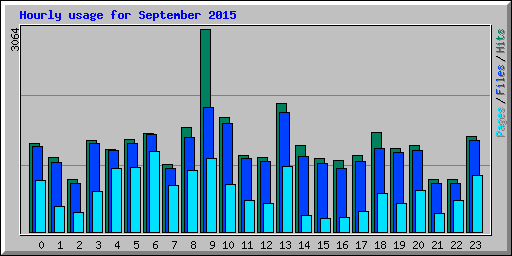 Hourly usage for September 2015
3064
Pages / Files / Hits
0 1 2 3 4 5 6 7 8 9 10 11 12 13 14 15 16 17 18 19 20 21 22 23